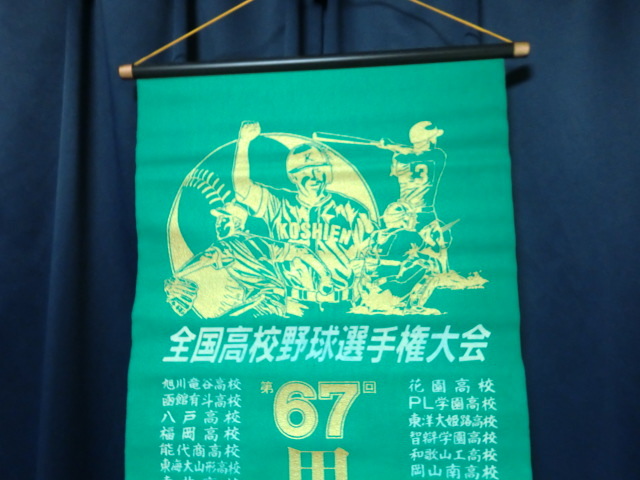 KOSHIEN
3
全国高校野球選手権大会
第67回
旭川竜谷高校
函館有斗高校
八戸高校
福岡高校
能代商高校
東海大山形高校
花園高校
PL学園高校
東洋大姫路高校
智辯学園高校
和歌山工高校
岡山南高校